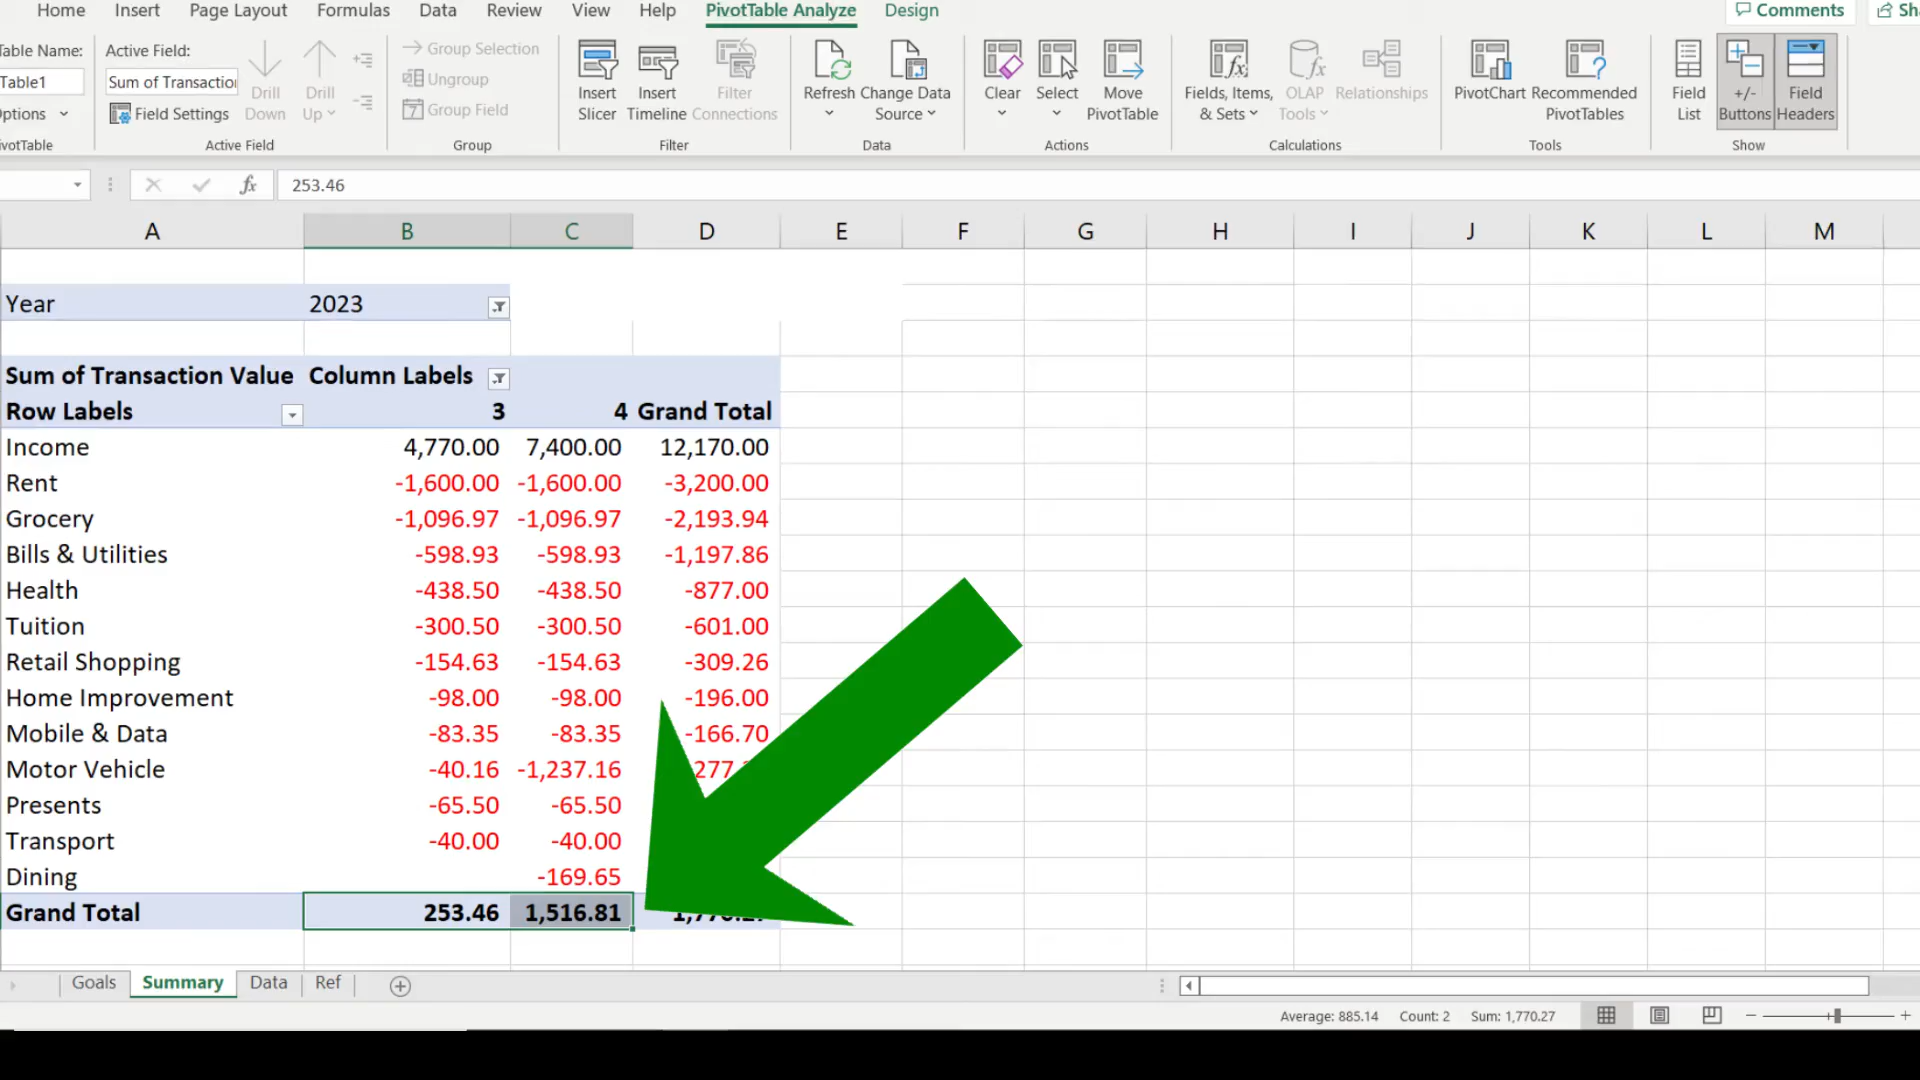 Home Insert Page Layout Formulas Data Review View Help PivotTable Analyze Design Comments Sh
able Name: Active Field:
Table1 Sum of Transaction
ptions Field Settings Drill Down Drill Up
Group Selection
Ungroup
Group Field
Insert Slicer Insert Timeline Filter Connections
Refresh Change Data Source
Clear Select Move PivotTable
Fields, Items, & Sets OLAP Tools Relationships
PivotChart Recommended PivotTables
Field List +/- Buttons Field Headers
ivotTable Active Field Group Filter Data Actions Calculations Tools Show
fx 253.46
A B C D E F G H I J K L M
Year 2023
Sum of Transaction Value Column Labels
Row Labels 3 4 Grand Total
Income 4,770.00 7,400.00 12,170.00
Rent -1,600.00 -1,600.00 -3,200.00
Grocery -1,096.97 -1,096.97 -2,193.94
Bills & Utilities -598.93 -598.93 -1,197.86
Health -438.50 -438.50 -877.00
Tuition -300.50 -300.50 -601.00
Retail Shopping -154.63 -154.63 -309.26
Home Improvement -98.00 -98.00 -196.00
Mobile & Data -83.35 -83.35 -166.70
Motor Vehicle -40.16 -1,237.16
Presents -65.50 -65.50
Transport -40.00 -40.00
Dining -169.65
Grand Total 253.46 1,516.81
Goals Summary Data Ref
Average: 885.14 Count: 2 Sum: 1,770.27